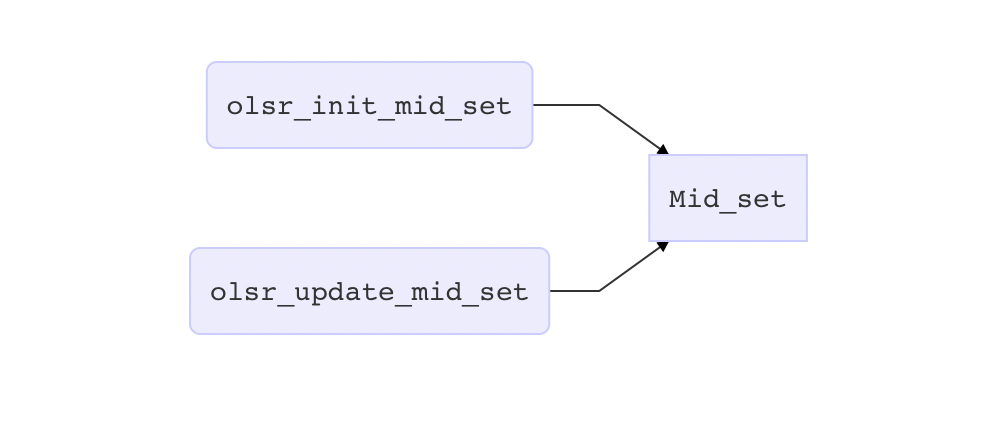 olsr_init_mid_set
Mid_set
olsr_update_mid_set